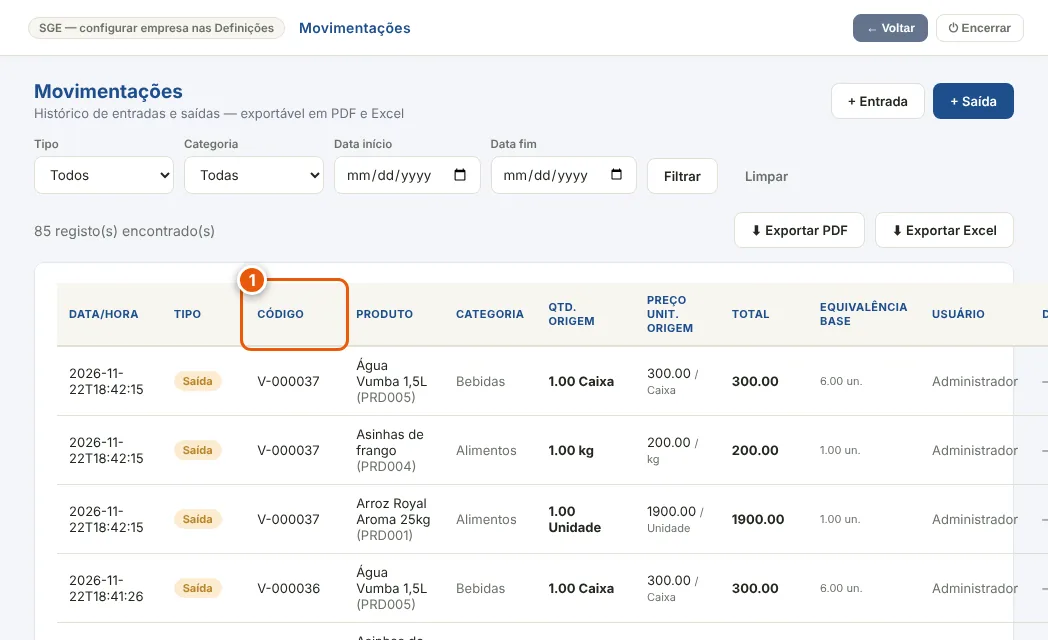 SGE — configurar empresa nas Definições
Movimentações
← Voltar
⏻ Encerrar
Movimentações
Histórico de entradas e saídas — exportável em PDF e Excel
+ Entrada
+ Saída
Tipo
Categoria
Data início
Data fim
Todos
Todas
mm/dd/yyyy
mm/dd/yyyy
Filtrar
Limpar
85 registo(s) encontrado(s)
⬇ Exportar PDF
⬇ Exportar Excel
1
DATA/HORA
TIPO
CÓDIGO
PRODUTO
CATEGORIA
QTD.
ORIGEM
PREÇO
UNIT.
ORIGEM
TOTAL
EQUIVALÊNCIA
BASE
USUÁRIO
2026-11-
22T18:42:15
Saída
V-000037
Água
Vumba 1,5L
(PRD005)
Bebidas
1.00 Caixa
300.00 /
Caixa
300.00
6.00 un.
Administrador
—
2026-11-
22T18:42:15
Saída
V-000037
Asinhas de
frango
(PRD004)
Alimentos
1.00 kg
200.00 /
kg
200.00
1.00 un.
Administrador
—
2026-11-
22T18:42:15
Saída
V-000037
Arroz Royal
Aroma 25kg
(PRD001)
Alimentos
1.00
Unidade
1900.00 /
Unidade
1900.00
1.00 un.
Administrador
—
2026-11-
22T18:41:26
Saída
V-000036
Água
Vumba 1,5L
(PRD005)
Bebidas
1.00 Caixa
300.00 /
Caixa
300.00
6.00 un.
Administrador
—
Asinhas de